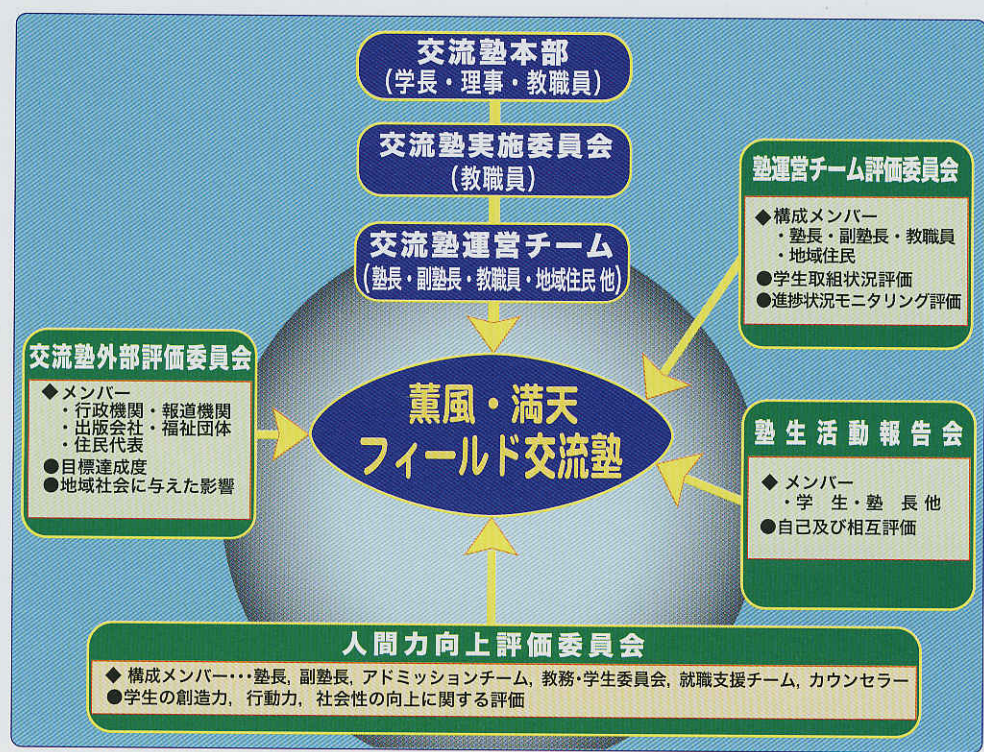 交流塾本部
(学長・理事・教職員)
交流塾実施委員会
(教職員)
交流塾運営チーム
(塾長・副塾長・教職員・地域住民 他)
塾運営チーム評価委員会
◆構成メンバー
・塾長・副塾長・教職員
・地域住民
●学生取組状況評価
●進捗状況モニタリング評価
交流塾外部評価委員会
◆メンバー
・行政機関・報道機関
・出版会社・福祉団体
・住民代表
●目標達成度
●地域社会に与えた影響
薫風・満天
フィールド交流塾
塾生活動報告会
◆ メンバー
・学 生・塾 長 他
●自己及び相互評価
人間力向上評価委員会
◆ 構成メンバー・・・塾長, 副塾長, アドミッションチーム, 教務・学生委員会, 就職支援チーム, カウンセラー
●学生の創造力, 行動力, 社会性の向上に関する評価